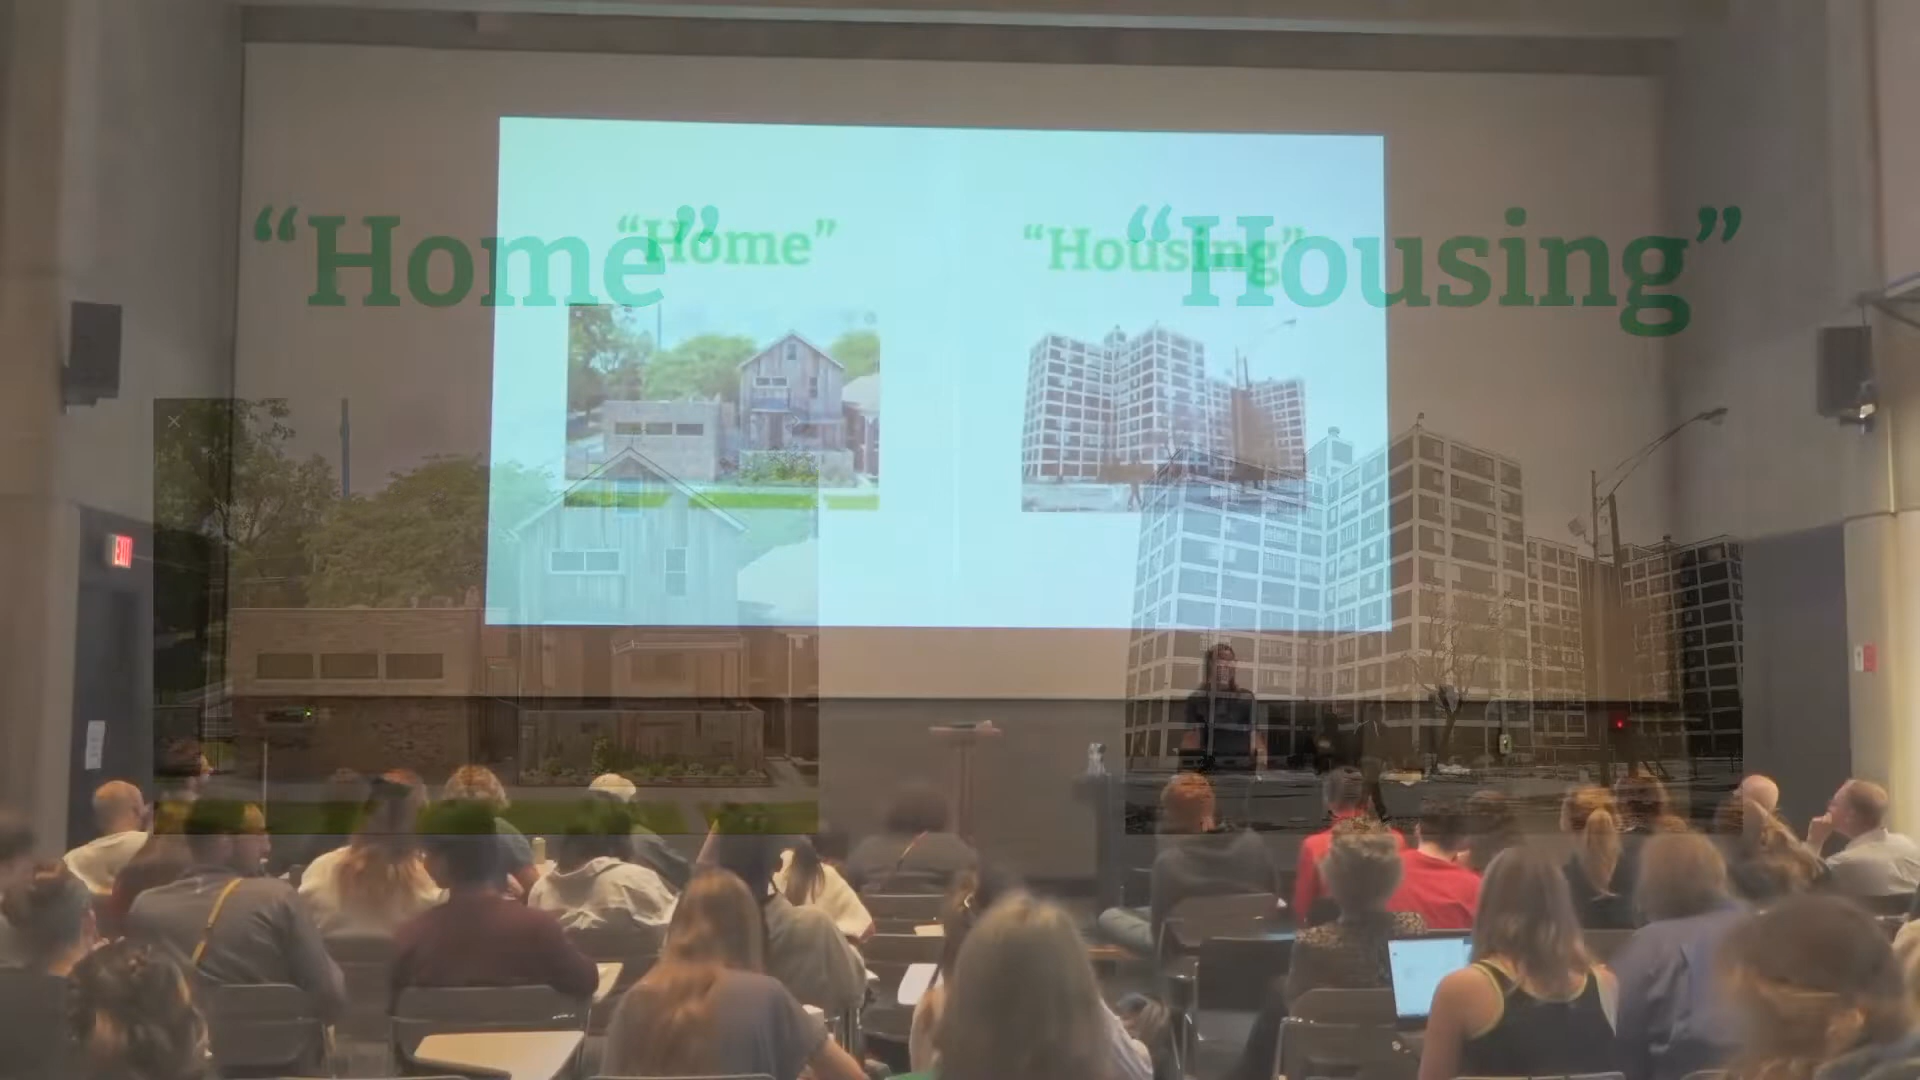 “Home”
“Housing”
“Home”
“Housing”
EXIT